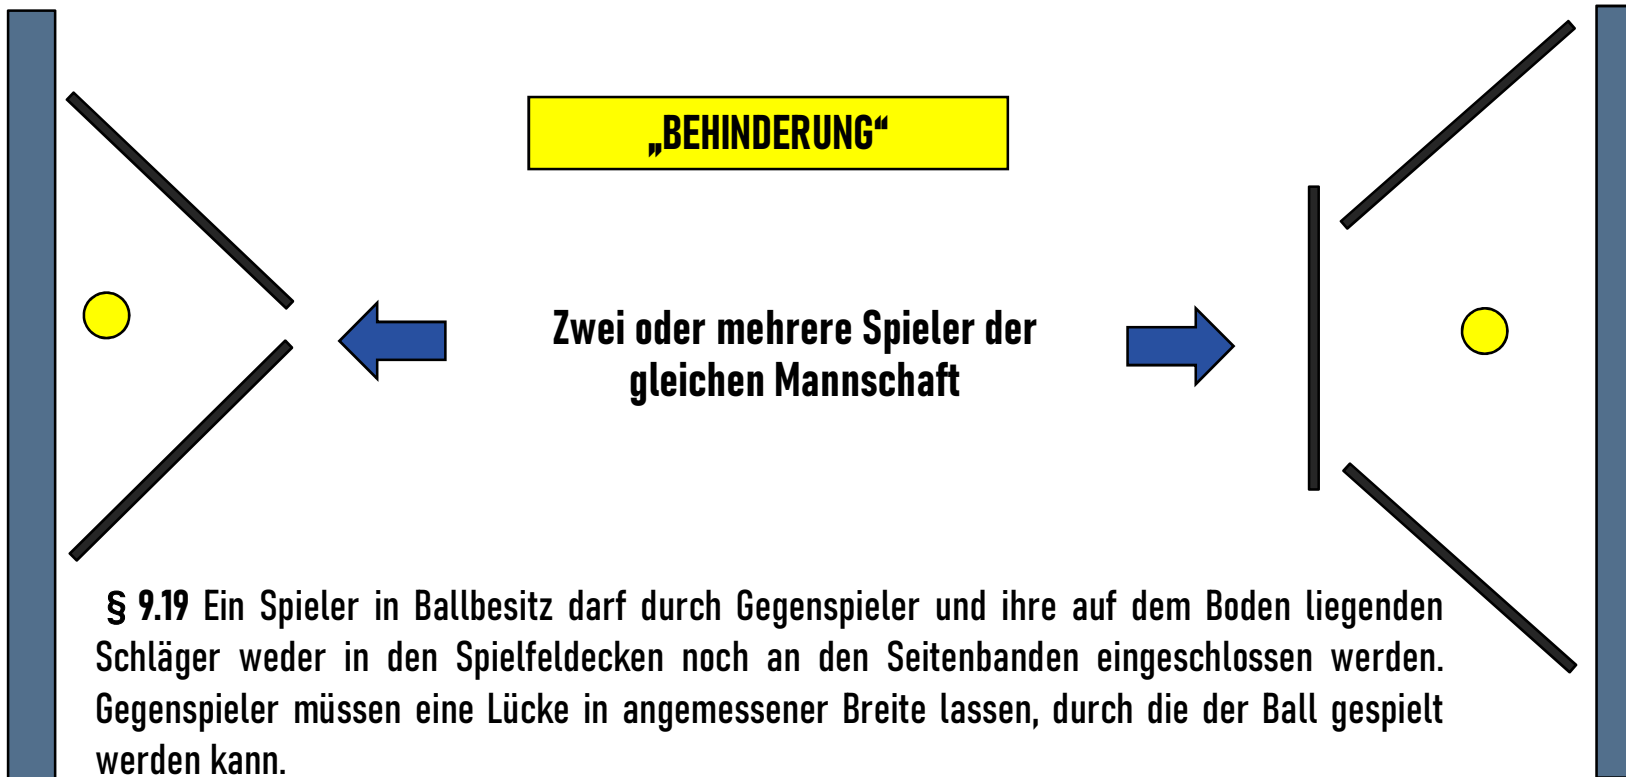 „BEHINDERUNG“
Zwei oder mehrere Spieler der
gleichen Mannschaft
§ 9.19 Ein Spieler in Ballbesitz darf durch Gegenspieler und ihre auf dem Boden liegenden
Schläger weder in den Spielfeldecken noch an den Seitenbanden eingeschlossen werden.
Gegenspieler müssen eine Lücke in angemessener Breite lassen, durch die der Ball gespielt
werden kann.